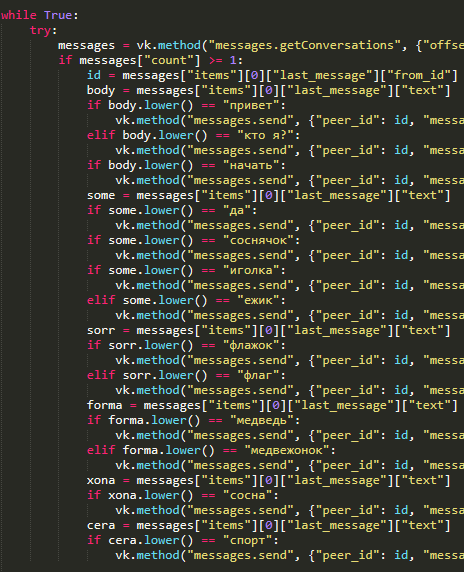 while True:
    try:
        messages = vk.method("messages.getConversations", {"offse
        if messages["count"] >= 1:
            id = messages["items"][0]["last_message"]["from_id"]
            body = messages["items"][0]["last_message"]["text"]
            if body.lower() == "привет":
                vk.method("messages.send", {"peer_id": id, "messa
            elif body.lower() == "кто я?":
                vk.method("messages.send", {"peer_id": id, "messa
            if body.lower() == "начать":
                vk.method("messages.send", {"peer_id": id, "messa
            some = messages["items"][0]["last_message"]["text"]
            if some.lower() == "да":
                vk.method("messages.send", {"peer_id": id, "messa
            if some.lower() == "соснячок":
                vk.method("messages.send", {"peer_id": id, "messa
            if some.lower() == "иголка":
                vk.method("messages.send", {"peer_id": id, "messa
            elif some.lower() == "ежик":
                vk.method("messages.send", {"peer_id": id, "messa
            sorr = messages["items"][0]["last_message"]["text"]
            if sorr.lower() == "флажок":
                vk.method("messages.send", {"peer_id": id, "messa
            elif sorr.lower() == "флаг":
                vk.method("messages.send", {"peer_id": id, "messa
            forma = messages["items"][0]["last_message"]["text"]
            if forma.lower() == "медведь":
                vk.method("messages.send", {"peer_id": id, "messa
            elif forma.lower() == "медвежонок":
                vk.method("messages.send", {"peer_id": id, "messa
            xona = messages["items"][0]["last_message"]["text"]
            if xona.lower() == "сосна":
                vk.method("messages.send", {"peer_id": id, "messa
            cera = messages["items"][0]["last_message"]["text"]
            if cera.lower() == "спорт":
                vk.method("messages.send", {"peer_id": id, "messa